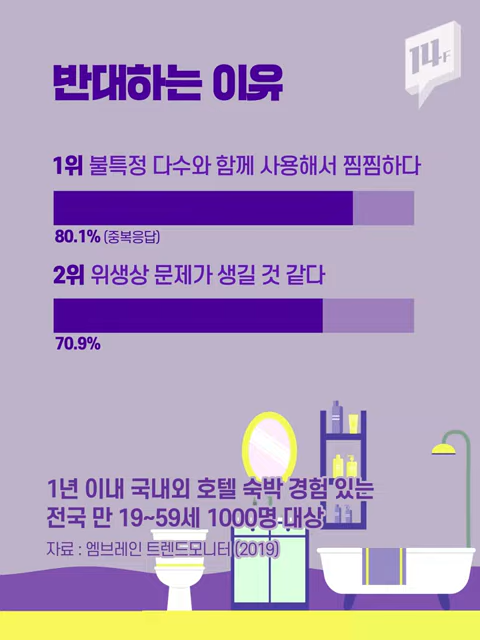 14F
반대하는 이유
1위 불특정 다수와 함께 사용해서 찜찜하다
80.1% (중복응답)
2위 위생상 문제가 생길 것 같다
70.9%
1년 이내 국내외 호텔 숙박 경험 있는
전국 만 19~59세 1000명 대상
자료 : 엠브레인 트렌드모니터 (2019)